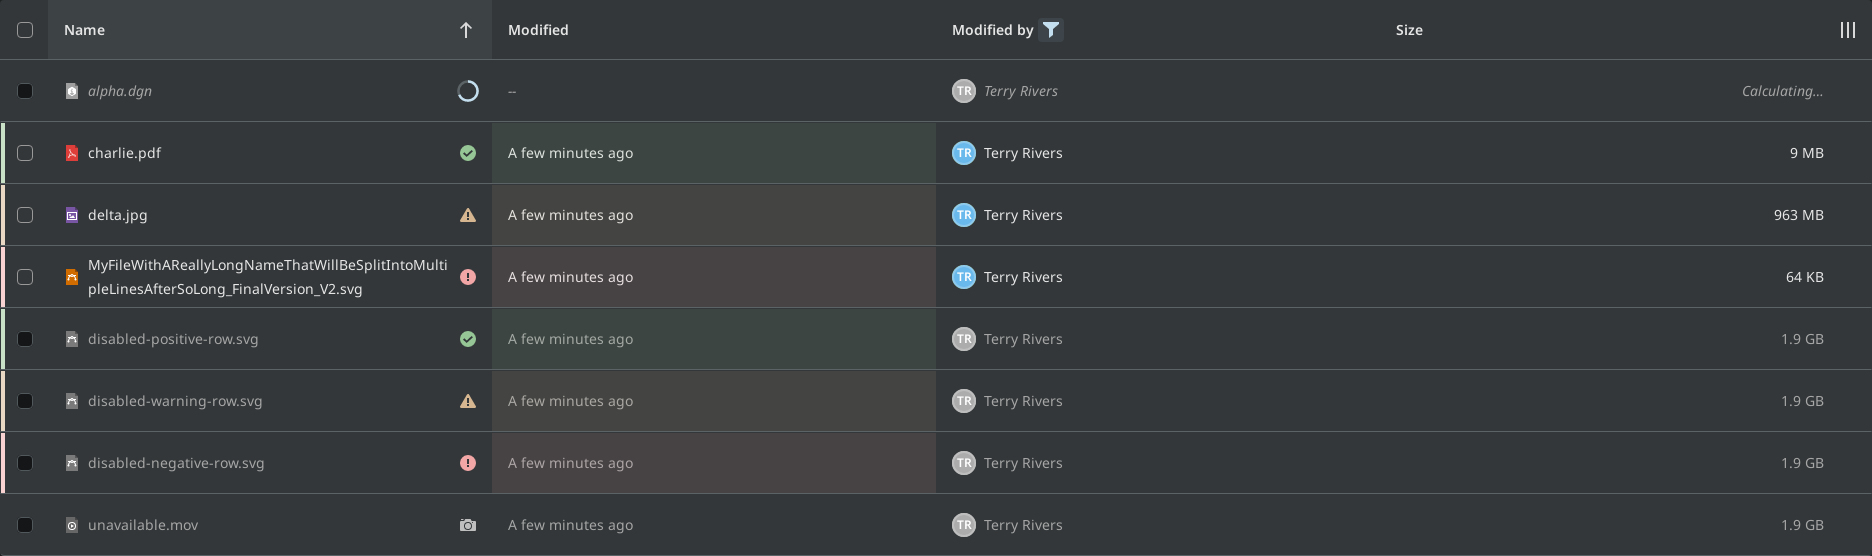 Name Modified Modified by Size
alpha.dgn -- TR Terry Rivers Calculating...
charlie.pdf A few minutes ago TR Terry Rivers 9 MB
delta.jpg A few minutes ago TR Terry Rivers 963 MB
MyFileWithAReallyLongNameThatWillBeSplitIntoMulti
pleLinesAfterSoLong_FinalVersion_V2.svg A few minutes ago TR Terry Rivers 64 KB
disabled-positive-row.svg A few minutes ago TR Terry Rivers 1.9 GB
disabled-warning-row.svg A few minutes ago TR Terry Rivers 1.9 GB
disabled-negative-row.svg A few minutes ago TR Terry Rivers 1.9 GB
unavailable.mov A few minutes ago TR Terry Rivers 1.9 GB